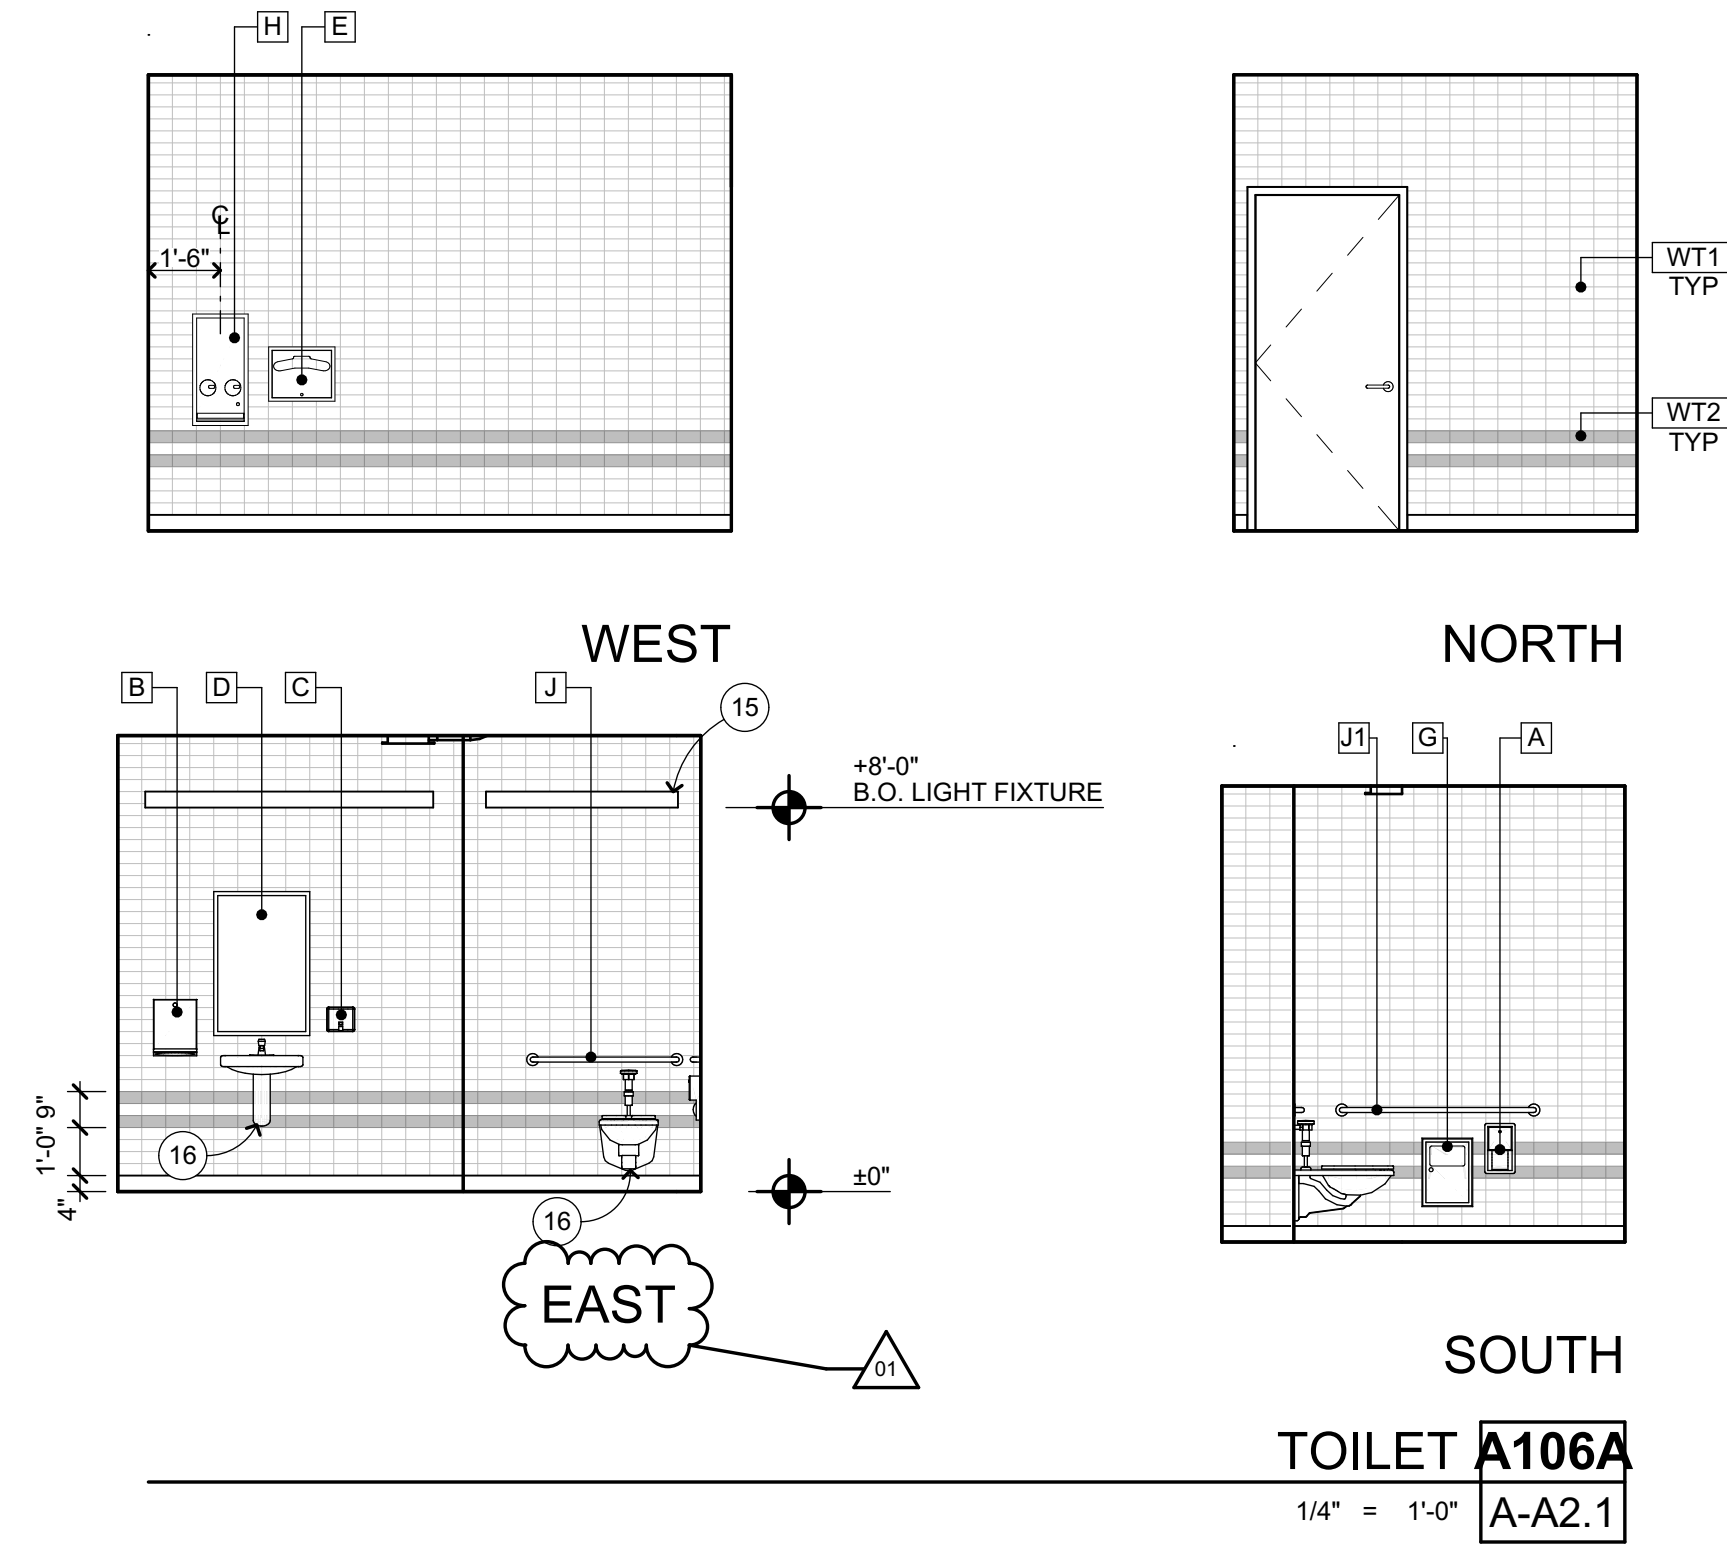 H E
℄
1'-6"
WT1
TYP
WT2
TYP
WEST
NORTH
B D C J
15
J1 G A
+8'-0"
B.O. LIGHT FIXTURE
9"
1'-0"
4"
16
±0"
16
EAST
01
SOUTH
TOILET A106A
1/4" = 1'-0" A-A2.1